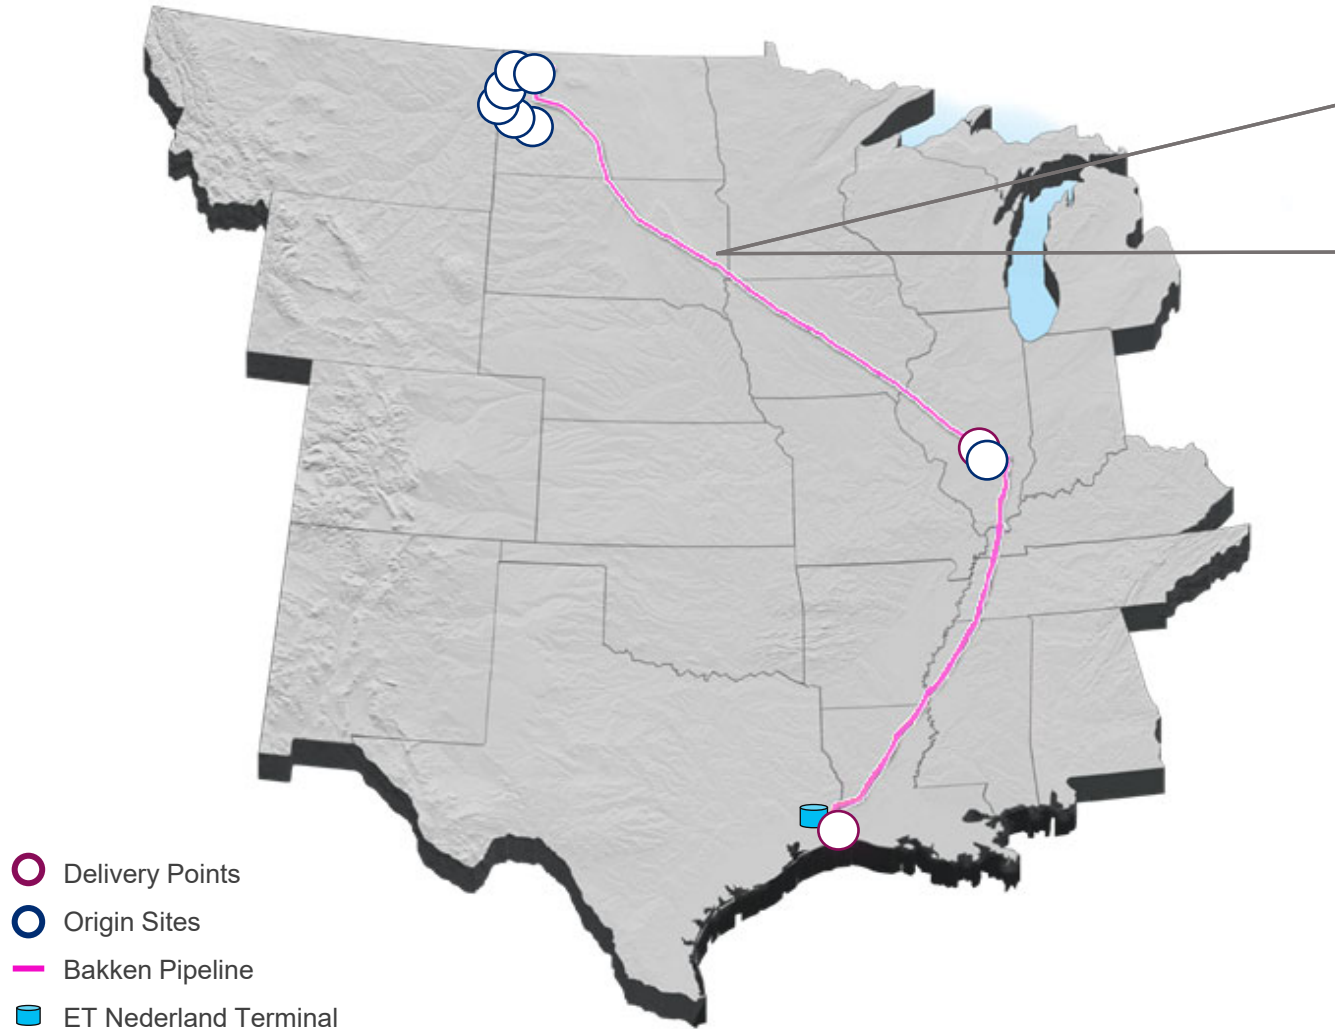 Delivery Points
Origin Sites
Bakken Pipeline
ET Nederland Terminal